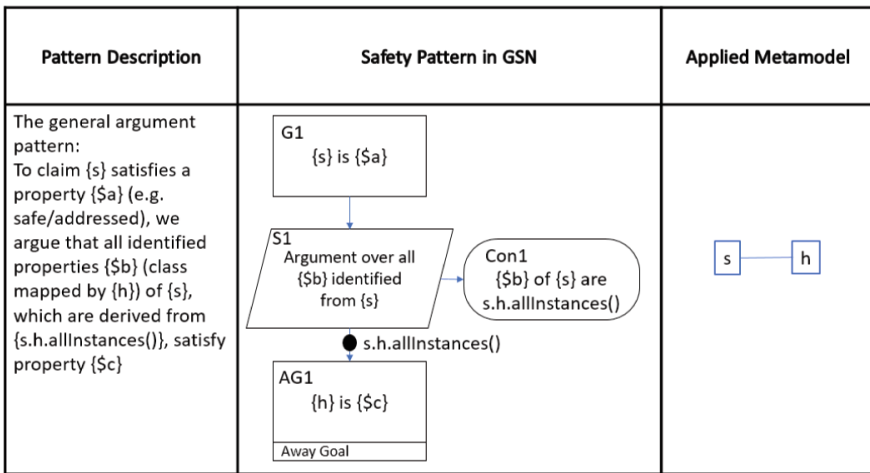 Pattern Description
Safety Pattern in GSN
Applied Metamodel
The general argument
pattern:
To claim {s} satisfies a
property {$a} (e.g.
safe/addressed), we
argue that all identified
properties {$b} (class
mapped by {h}) of {s},
which are derived from
{s.h.allInstances()}, satisfy
property {$c}
G1
{s} is {$a}
S1
Argument over all
{$b} identified
from {s}
Con1
{$b} of {s} are
s.h.allInstances()
s.h.allInstances()
AG1
{h} is {$c}
Away Goal
s
h